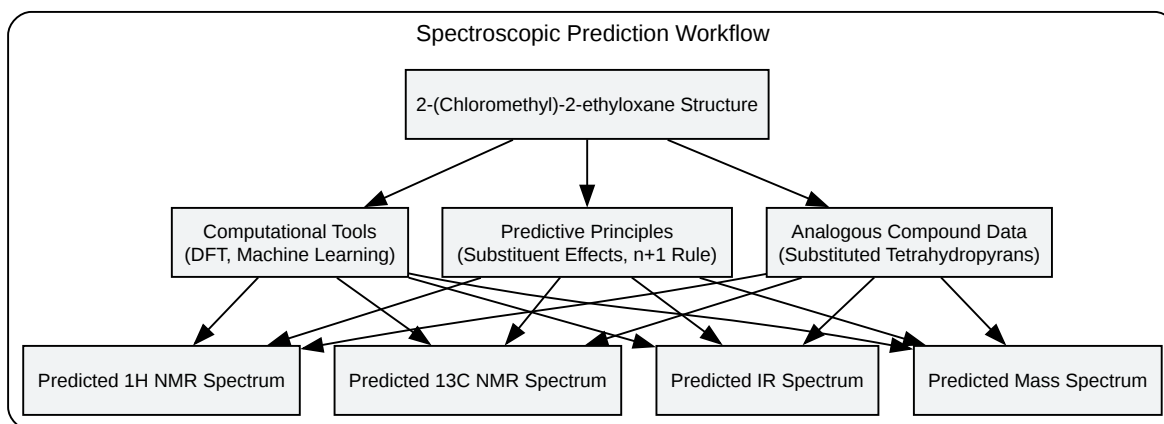 Spectroscopic Prediction Workflow
2-(Chloromethyl)-2-ethyloxane Structure
Computational Tools
(DFT, Machine Learning)
Predictive Principles
(Substituent Effects, n+1 Rule)
Analogous Compound Data
(Substituted Tetrahydropyrans)
Predicted 1H NMR Spectrum
Predicted 13C NMR Spectrum
Predicted IR Spectrum
Predicted Mass Spectrum